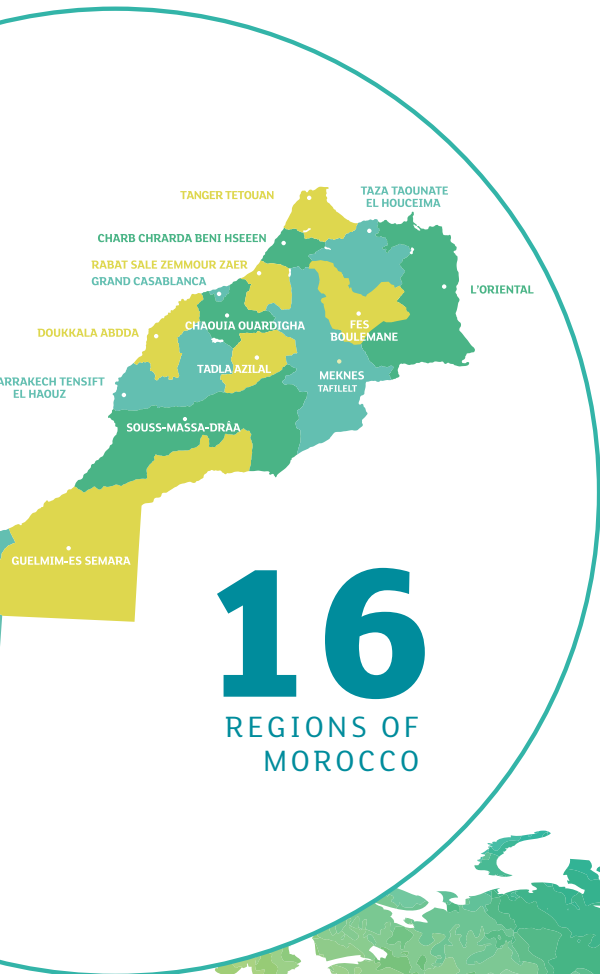 TANGER TETOUAN
TAZA TAOUNATE
EL HOUCEIMA
CHARB CHRARDA BENI HSEEEN
RABAT SALE ZEMMOUR ZAER
GRAND CASABLANCA
L'ORIENTAL
CHAOUIA OUARDIGHA
FES
BOULEMANE
DOUKKALA ABDDA
TADLA AZILAL
MEKNES
TAFILELT
ARRAKECH TENSIFT
EL HAOUZ
SOUSS-MASSA-DRÂA
GUELMIM-ES SEMARA
16
REGIONS OF
MOROCCO